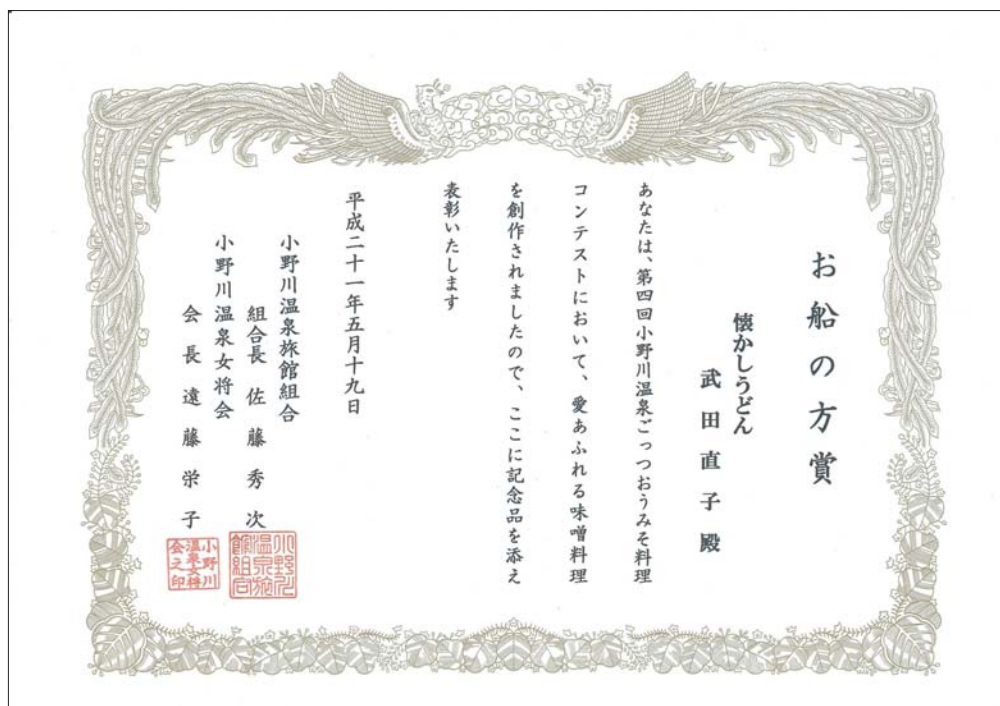 お船の方賞
懐かしうどん
武田直子殿
あなたは、第四回小野川温泉ごっつおうみそ料理
コンテストにおいて、愛あふれる味噌料理
を創作されましたので、ここに記念品を添え
表彰いたします
平成二十一年五月十九日
小野川温泉旅館組合
組合長 佐藤秀次
小野川温泉女将会
会長 遠藤栄子
小野川
温泉旅
館組合
小野川
温泉女将
会之印